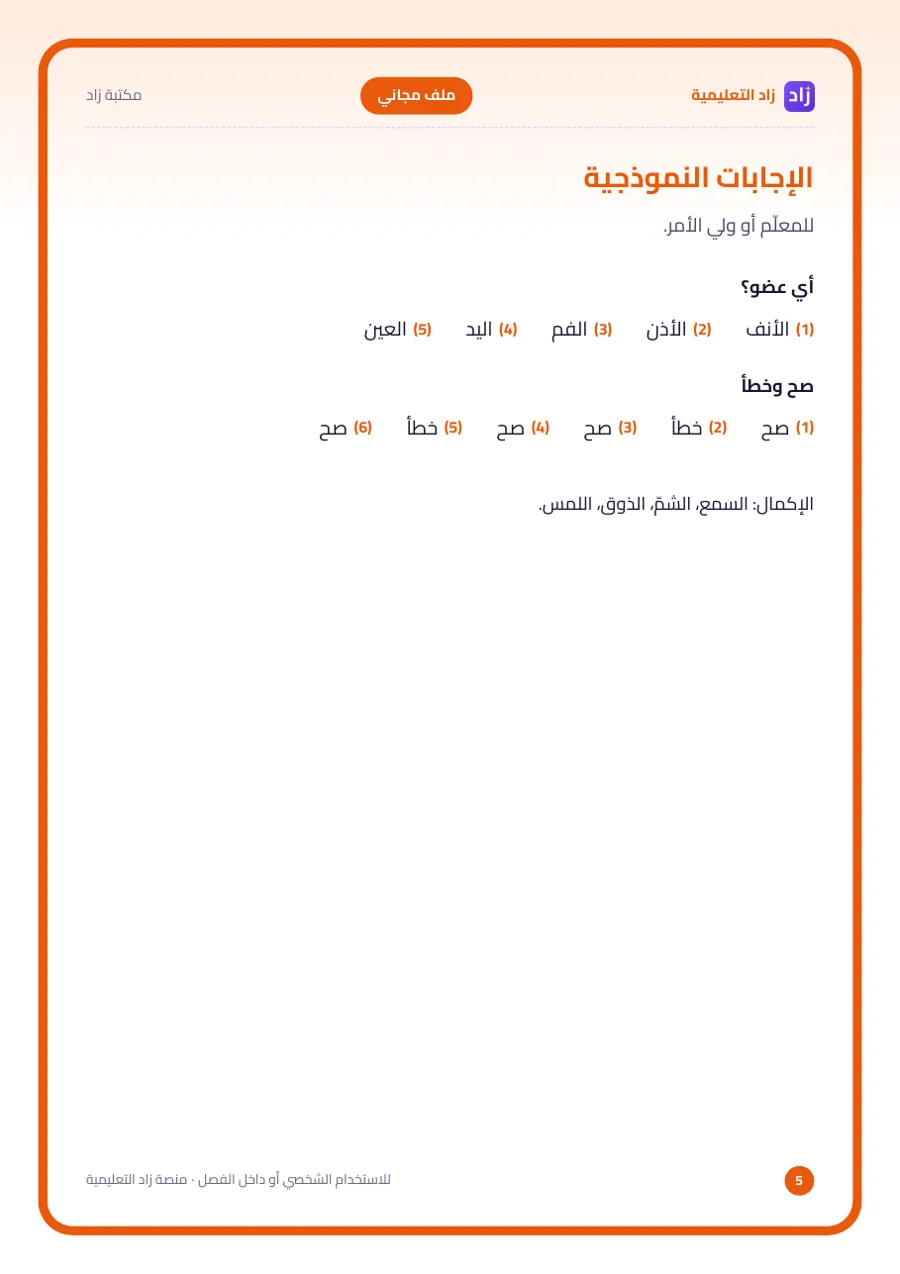 زاد زاد التعليمية ملف مجاني مكتبة زاد
الإجابات النموذجية
للمعلّم أو ولي الأمر.
أي عضو؟
(1) الأنف (2) الأذن (3) الفم (4) اليد (5) العين
صح وخطأ
(1) صح (2) خطأ (3) صح (4) صح (5) خطأ (6) صح
الإكمال: السمع، الشمّ، الذوق، اللمس.
5 للاستخدام الشخصي أو داخل الفصل · منصة زاد التعليمية